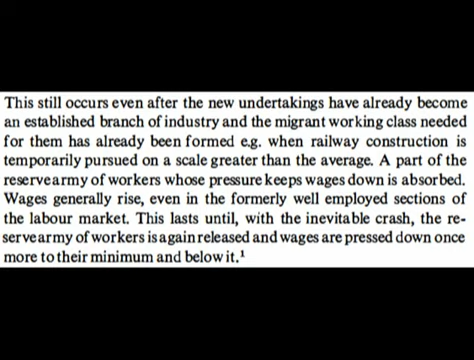 This still occurs even after the new undertakings have already become
an established branch of industry and the migrant working class needed
for them has already been formed e.g. when railway construction is
temporarily pursued on a scale greater than the average. A part of the
reserve army of workers whose pressure keeps wages down is absorbed.
Wages generally rise, even in the formerly well employed sections of
the labour market. This lasts until, with the inevitable crash, the re-
serve army of workers is again released and wages are pressed down once
more to their minimum and below it.¹